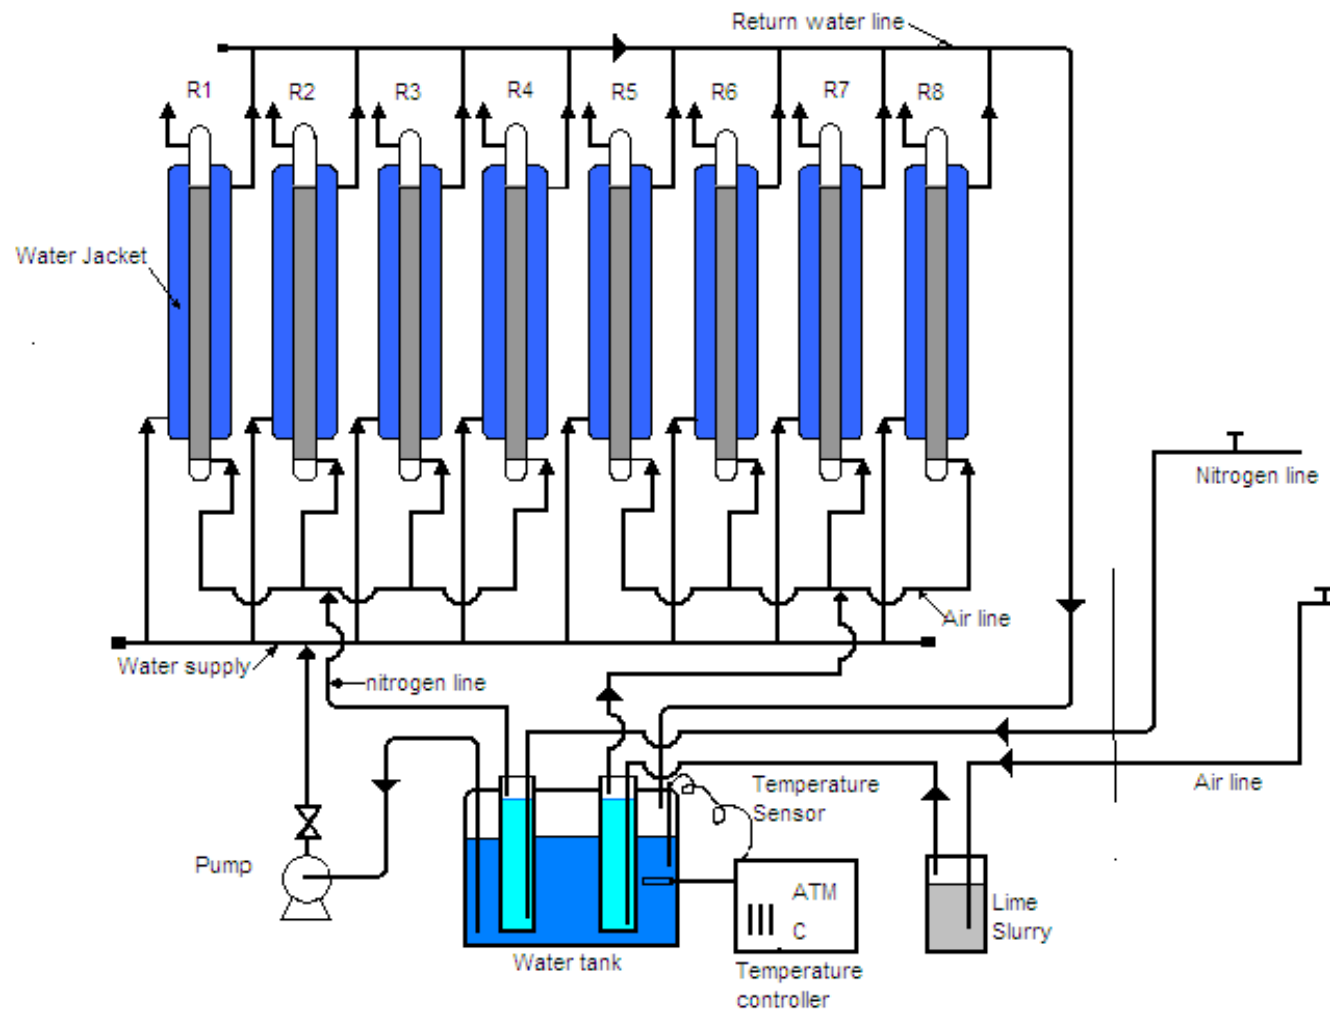 Return water line
R1 R2 R3 R4 R5 R6 R7 R8
Water Jacket
Nitrogen line
Air line
Water supply
nitrogen line
Air line
Temperature
Sensor
Pump
ATM
C
Lime
Slurry
Water tank
Temperature
controller